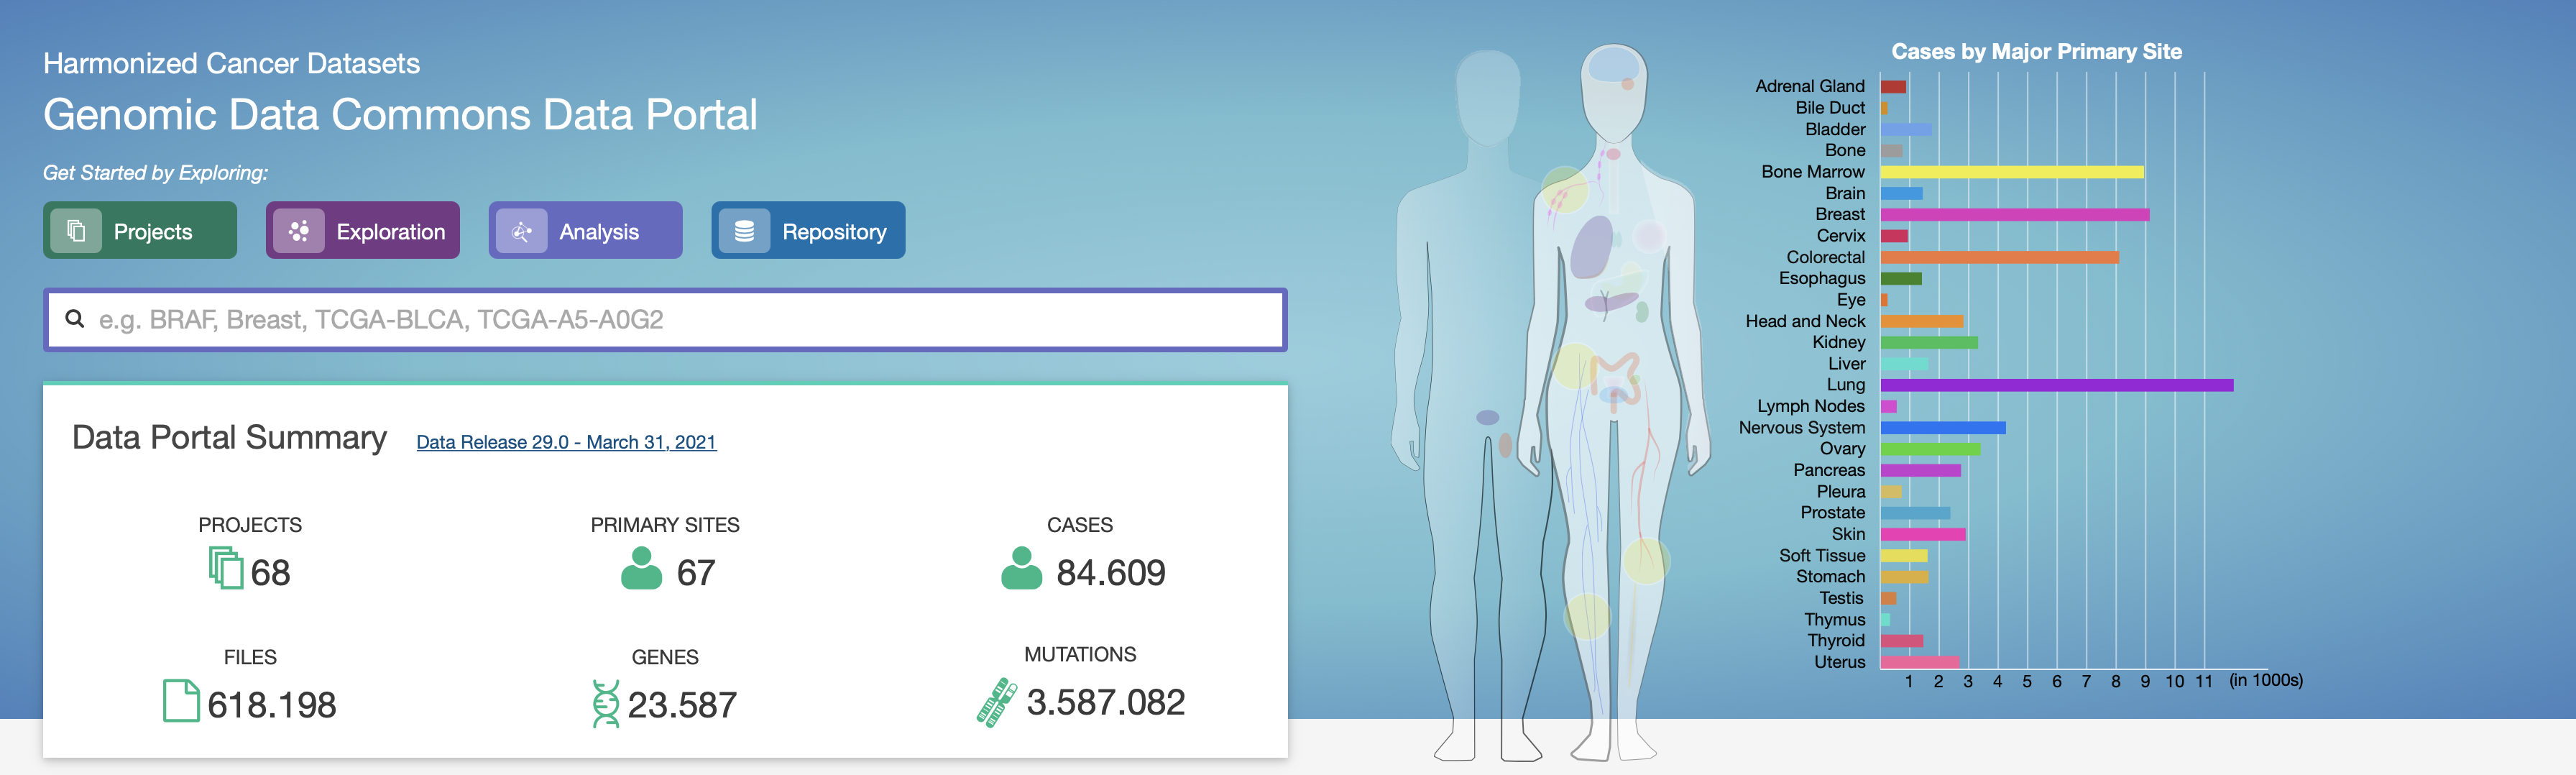 Harmonized Cancer Datasets
Genomic Data Commons Data Portal
Get Started by Exploring:
Projects
Exploration
Analysis
Repository
e.g. BRAF, Breast, TCGA-BLCA, TCGA-A5-A0G2
Data Portal Summary
Data Release 29.0 - March 31, 2021
PROJECTS
68
PRIMARY SITES
67
CASES
84.609
FILES
618.198
GENES
23.587
MUTATIONS
3.587.082
Cases by Major Primary Site
Adrenal Gland
Bile Duct
Bladder
Bone
Bone Marrow
Brain
Breast
Cervix
Colorectal
Esophagus
Eye
Head and Neck
Kidney
Liver
Lung
Lymph Nodes
Nervous System
Ovary
Pancreas
Pleura
Prostate
Skin
Soft Tissue
Stomach
Testis
Thymus
Thyroid
Uterus
1 2 3 4 5 6 7 8 9 10 11 (in 1000s)